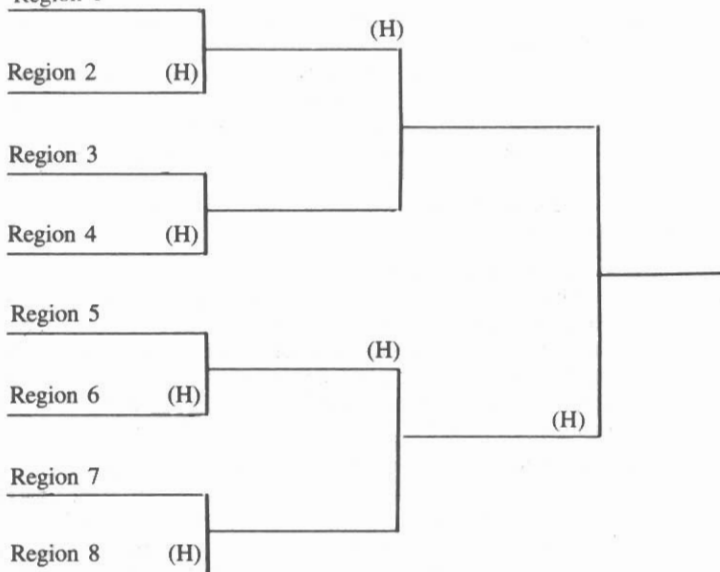 (H)
Region 2 (H)
Region 3
Region 4 (H)
Region 5
(H)
Region 6 (H)
(H)
Region 7
Region 8 (H)